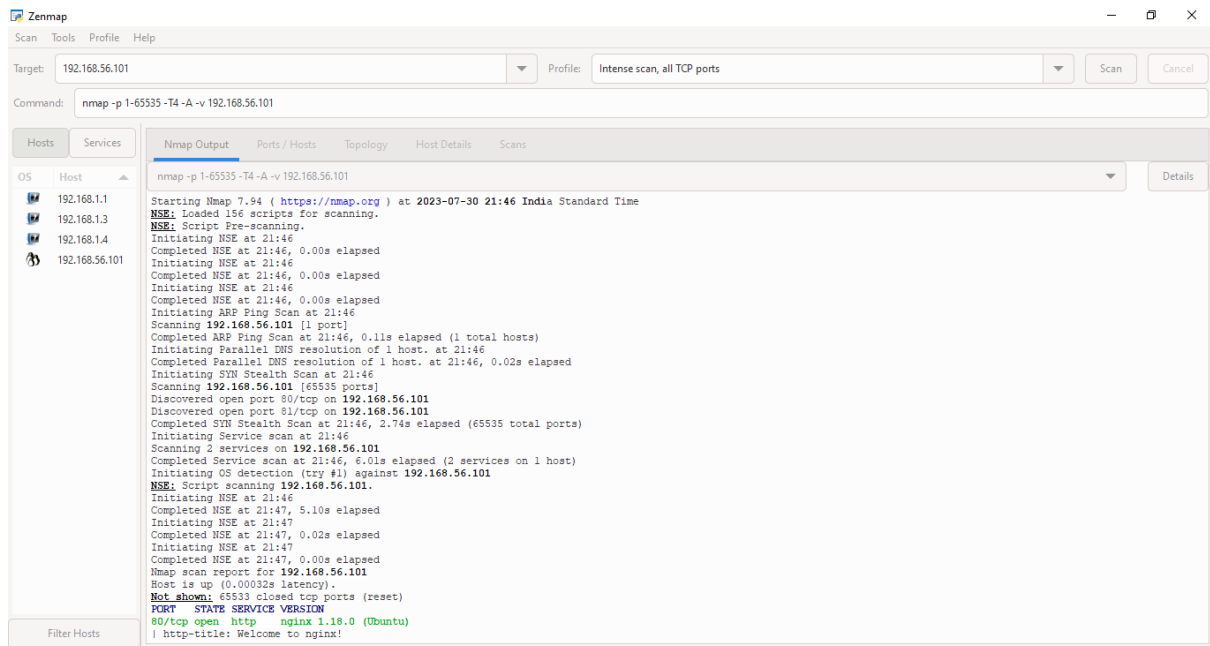 Zenmap
Scan Tools Profile Help
Target: 192.168.56.101 Profile: Intense scan, all TCP ports Scan Cancel
Command: nmap -p 1-65535 -T4 -A -v 192.168.56.101
Hosts Services
Nmap Output Ports / Hosts Topology Host Details Scans
OS Host
nmap -p 1-65535 -T4 -A -v 192.168.56.101 Details
192.168.1.1
192.168.1.3
192.168.1.4
192.168.56.101
Starting Nmap 7.94 ( https://nmap.org ) at 2023-07-30 21:46 India Standard Time
NSE: Loaded 156 scripts for scanning.
NSE: Script Pre-scanning.
Initiating NSE at 21:46
Completed NSE at 21:46, 0.00s elapsed
Initiating NSE at 21:46
Completed NSE at 21:46, 0.00s elapsed
Initiating NSE at 21:46
Completed NSE at 21:46, 0.00s elapsed
Initiating ARP Ping Scan at 21:46
Scanning 192.168.56.101 [1 port]
Completed ARP Ping Scan at 21:46, 0.11s elapsed (1 total hosts)
Initiating Parallel DNS resolution of 1 host. at 21:46
Completed Parallel DNS resolution of 1 host. at 21:46, 0.02s elapsed
Initiating SYN Stealth Scan at 21:46
Scanning 192.168.56.101 [65535 ports]
Discovered open port 80/tcp on 192.168.56.101
Discovered open port 81/tcp on 192.168.56.101
Completed SYN Stealth Scan at 21:46, 2.74s elapsed (65535 total ports)
Initiating Service scan at 21:46
Scanning 2 services on 192.168.56.101
Completed Service scan at 21:46, 6.01s elapsed (2 services on 1 host)
Initiating OS detection (try #1) against 192.168.56.101
NSE: Script scanning 192.168.56.101.
Initiating NSE at 21:46
Completed NSE at 21:47, 5.10s elapsed
Initiating NSE at 21:47
Completed NSE at 21:47, 0.02s elapsed
Initiating NSE at 21:47
Completed NSE at 21:47, 0.00s elapsed
Nmap scan report for 192.168.56.101
Host is up (0.00032s latency).
Not shown: 65533 closed tcp ports (reset)
PORT STATE SERVICE VERSION
80/tcp open http nginx 1.18.0 (Ubuntu)
| http-title: Welcome to nginx!
Filter Hosts